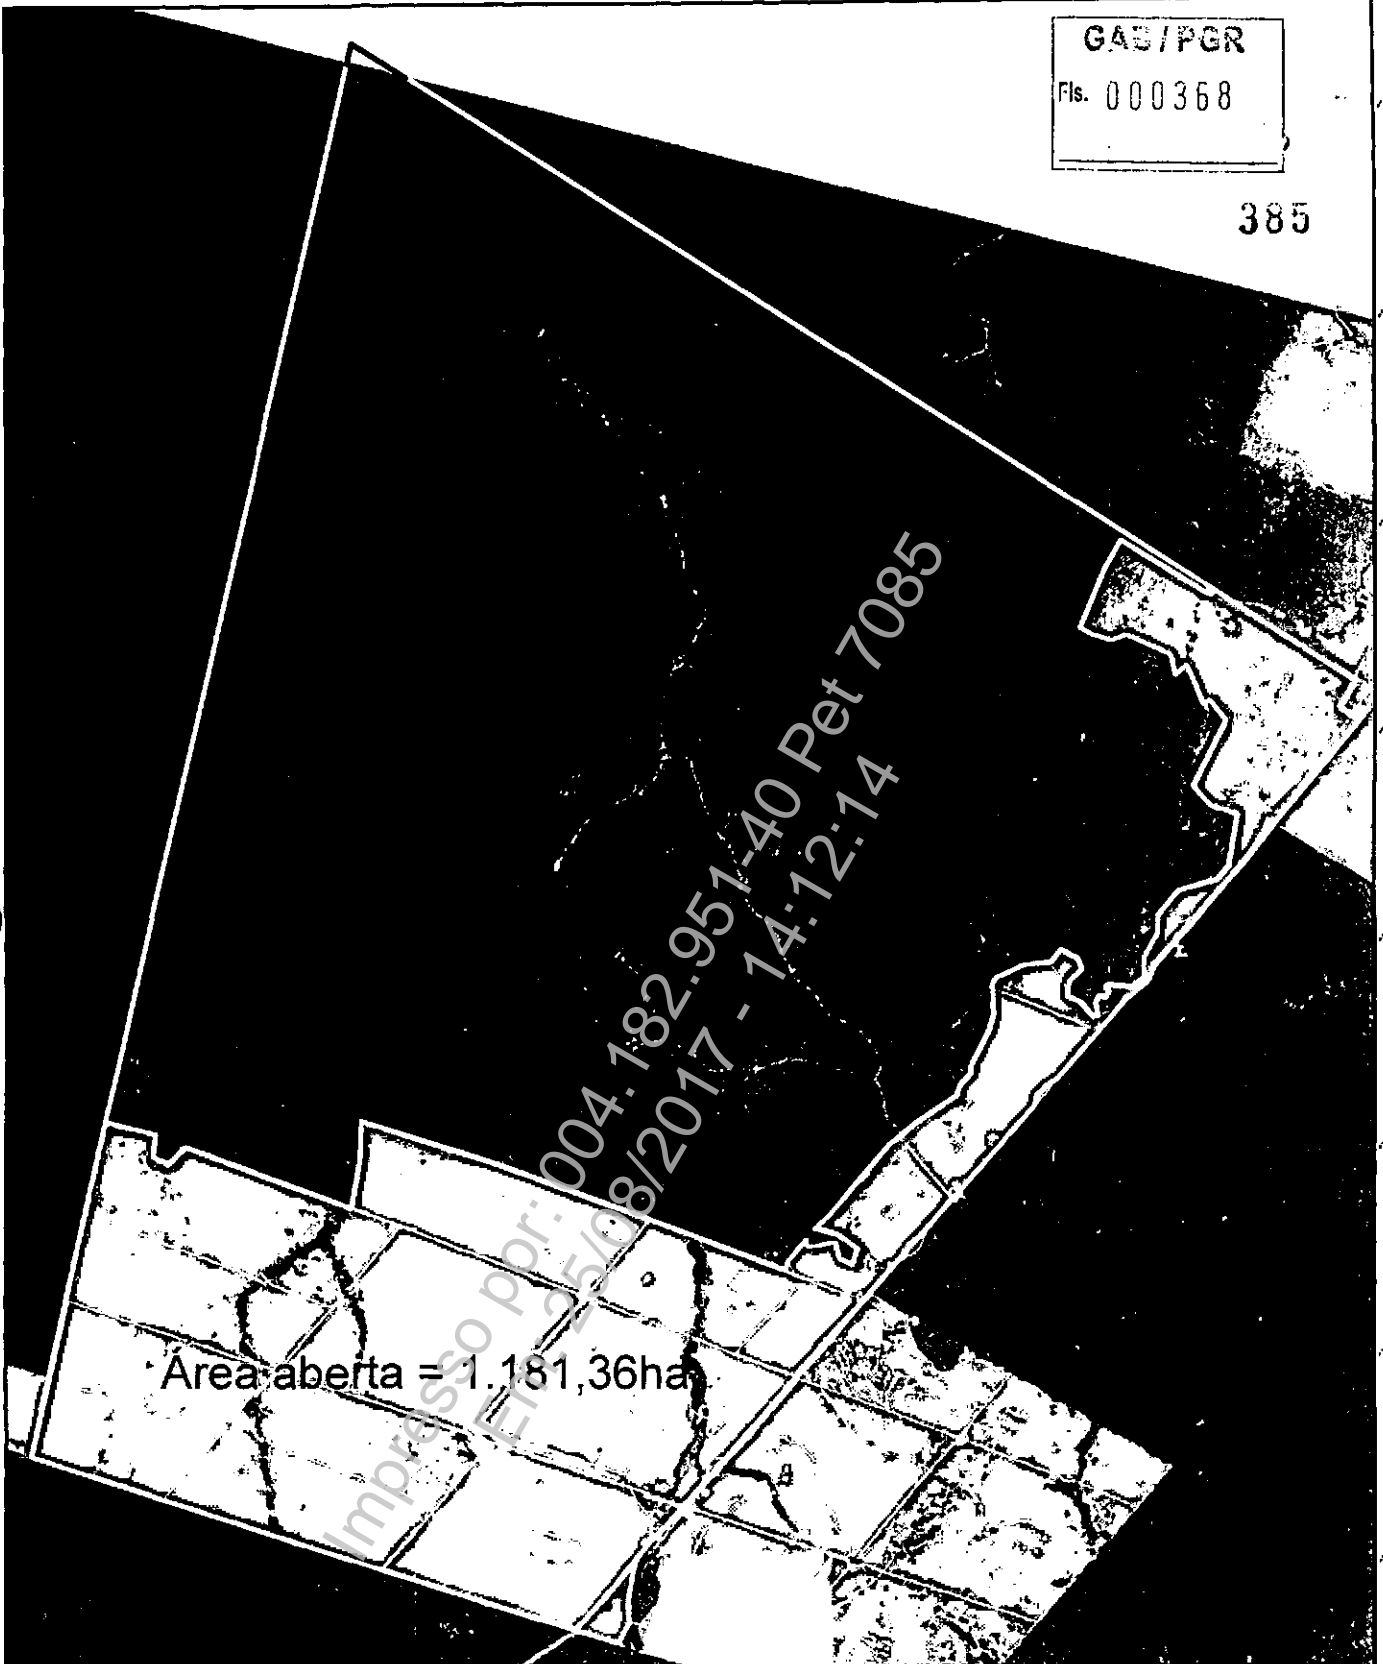 GAB/PGR
Fls. 000368
385
Impresso por: 004.182.951-40 Pet 7085
Em: 25/08/2017 - 14:12:14
Área aberta = 1.181,36ha